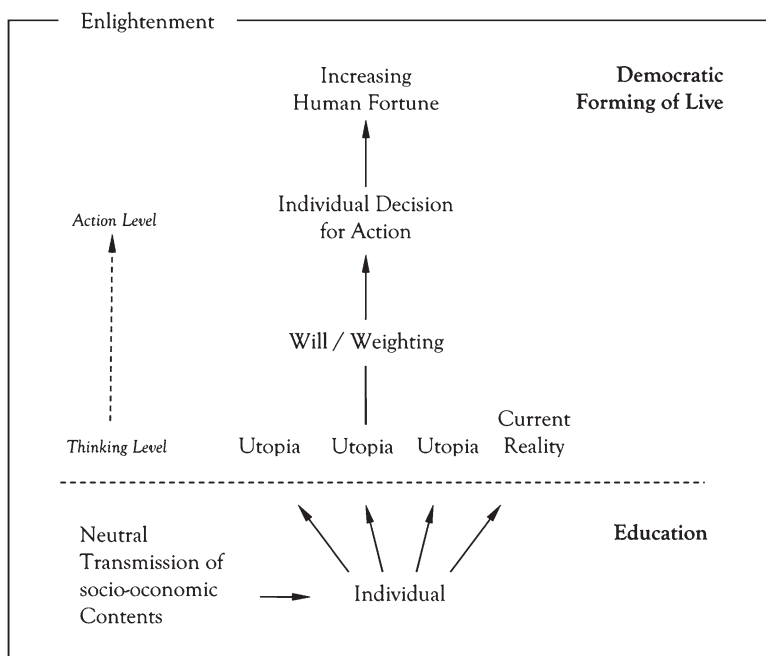 Enlightenment
Increasing
Human Fortune
Democratic
Forming of Live
Individual Decision
for Action
Action Level
Will / Weighting
Current
Thinking Level
Utopia
Utopia
Utopia
Reality
Neutral
Transmission of
socio-oconomic
Contents
Individual
Education